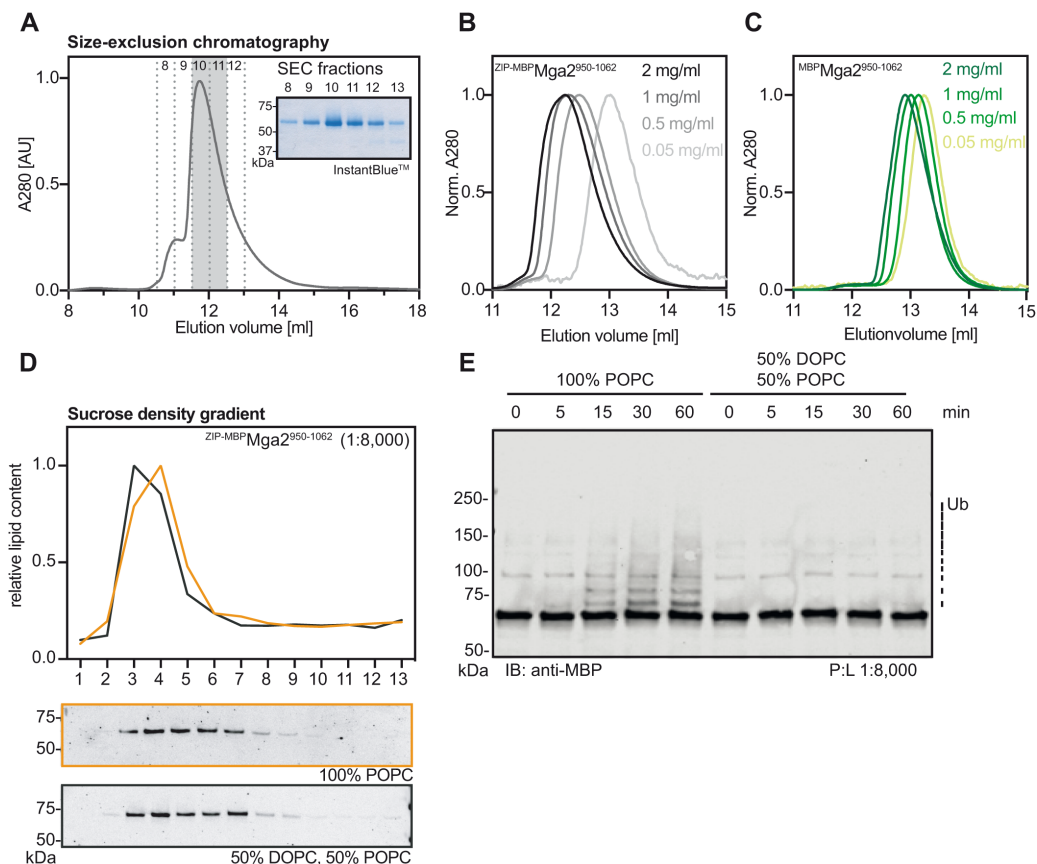 A
Size-exclusion chromatography
8 9 10 11 12
SEC fractions
8 9 10 11 12 13
75-
50-
37-
kDa
InstantBlue™
1.0
0.5
0.0
A280 [AU]
8 10 12 14 16 18
Elution volume [ml]
B
ZIP-MBPMga2950-1062
2 mg/ml
1 mg/ml
0.5 mg/ml
0.05 mg/ml
1.0
0.5
0.0
Norm. A280
11 12 13 14 15
Elution volume [ml]
C
MBPMga2950-1062
2 mg/ml
1 mg/ml
0.5 mg/ml
0.05 mg/ml
1.0
0.5
0.0
Norm. A280
11 12 13 14 15
Elutionvolume [ml]
D
Sucrose density gradient
ZIP-MBPMga2950-1062 (1:8,000)
1.0
0.5
0.0
relative lipid content
1 2 3 4 5 6 7 8 9 10 11 12 13
75-
50-
100% POPC
75-
50-
kDa
50% DOPC, 50% POPC
E
100% POPC
50% DOPC
50% POPC
0 5 15 30 60 0 5 15 30 60 min
250-
150-
100-
75-
50-
kDa
Ub
IB: anti-MBP
P:L 1:8,000